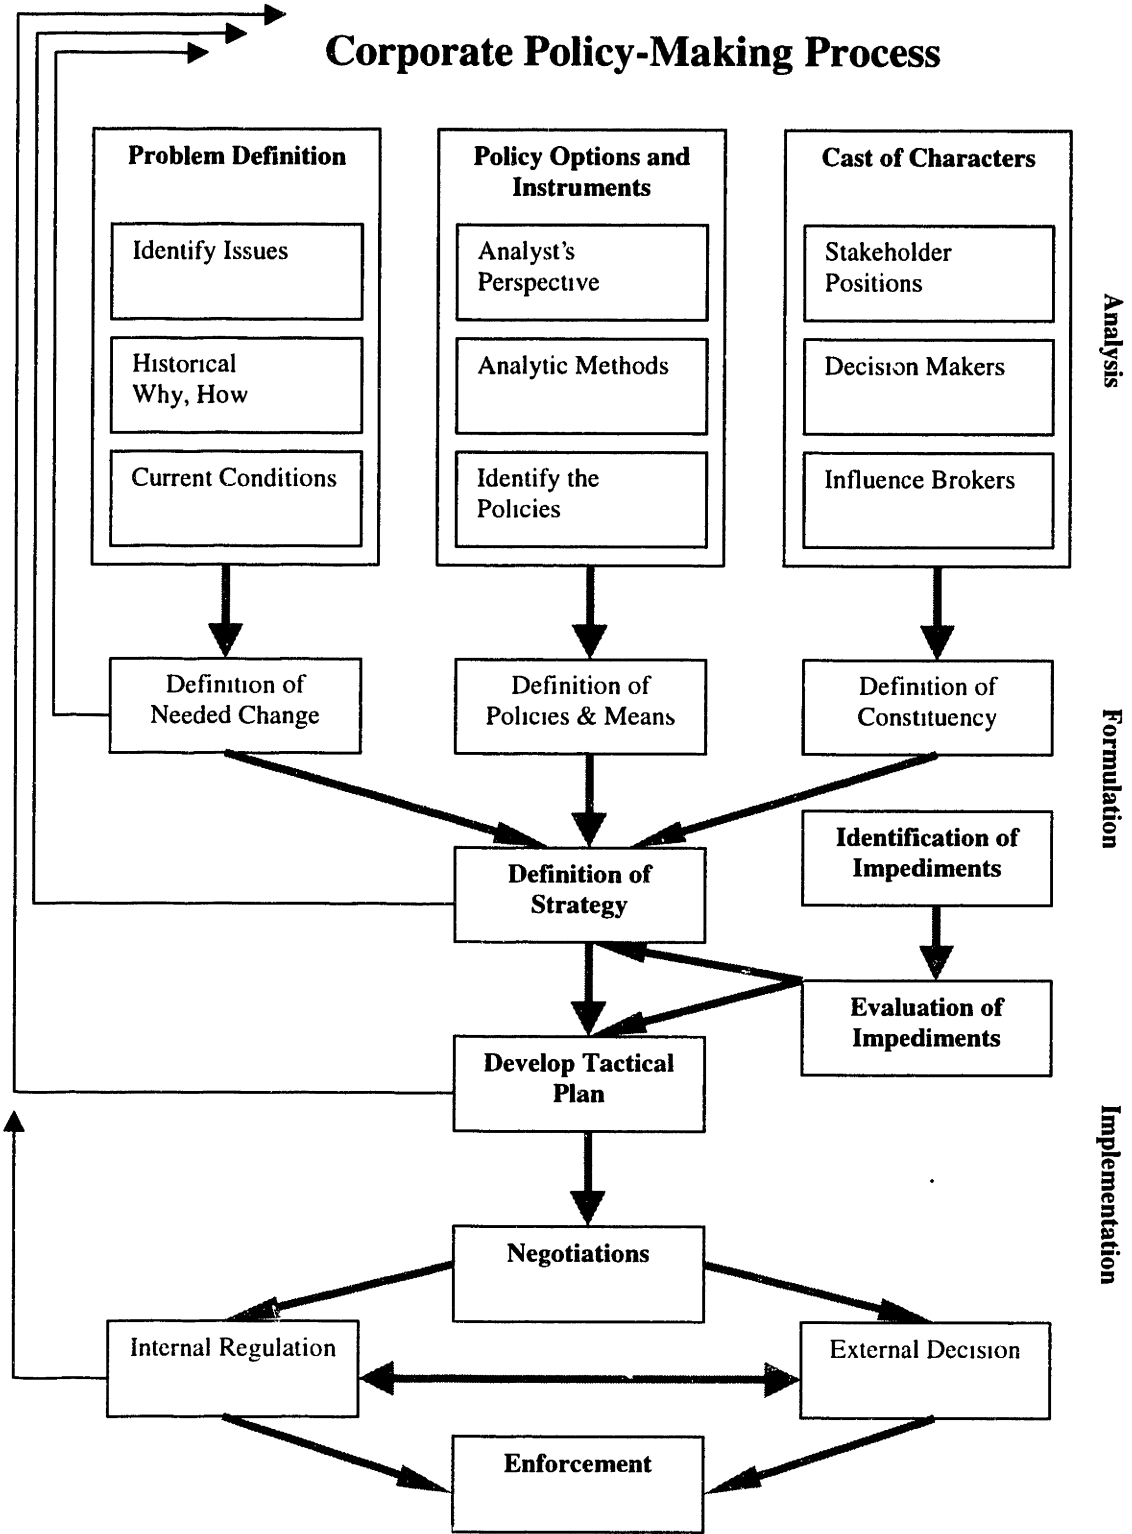 Corporate Policy-Making Process
Problem Definition
Identify Issues
Historical
Why, How
Current Conditions
Policy Options and
Instruments
Analyst's
Perspective
Analytic Methods
Identify the
Policies
Cast of Characters
Stakeholder
Positions
Decision Makers
Influence Brokers
Analysis
Definition of
Needed Change
Definition of
Policies & Means
Definition of
Constituency
Formulation
Identification of
Impediments
Definition of
Strategy
Evaluation of
Impediments
Develop Tactical
Plan
Implementation
Negotiations
Internal Regulation
External Decision
Enforcement